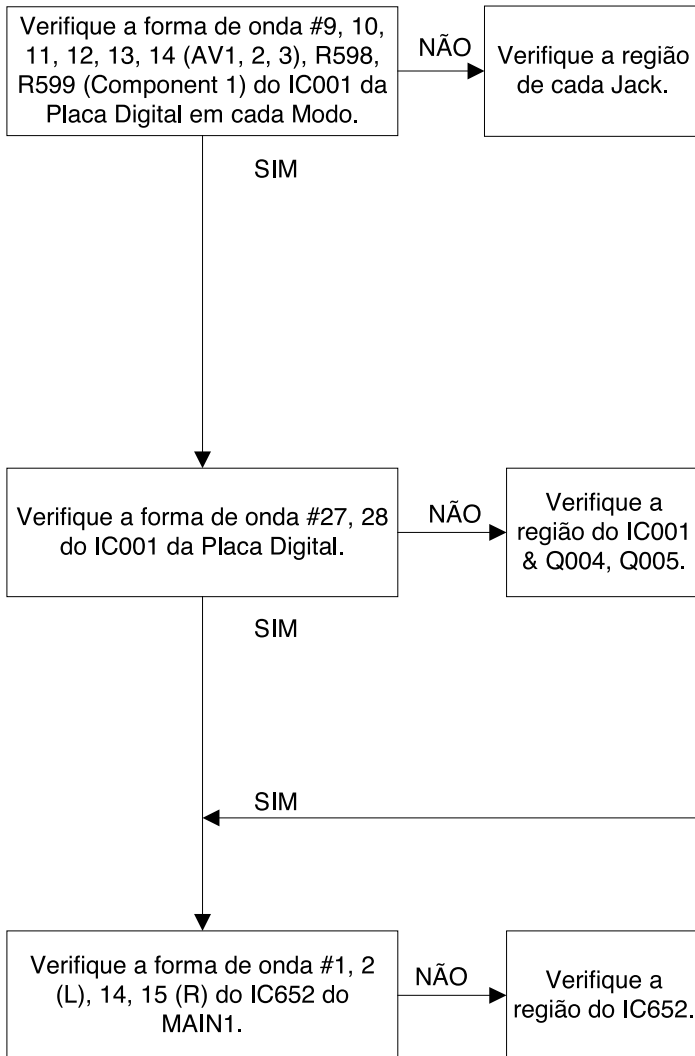 Verifique a forma de onda #9, 10,
11, 12, 13, 14 (AV1, 2, 3), R598,
R599 (Component 1) do IC001 da
Placa Digital em cada Modo.
NÃO
Verifique a região
de cada Jack.
SIM
Verifique a forma de onda #27, 28
do IC001 da Placa Digital.
NÃO
Verifique a
região do IC001
& Q004, Q005.
SIM
SIM
Verifique a forma de onda #1, 2
(L), 14, 15 (R) do IC652 do
MAIN1.
NÃO
Verifique a
região do IC652.